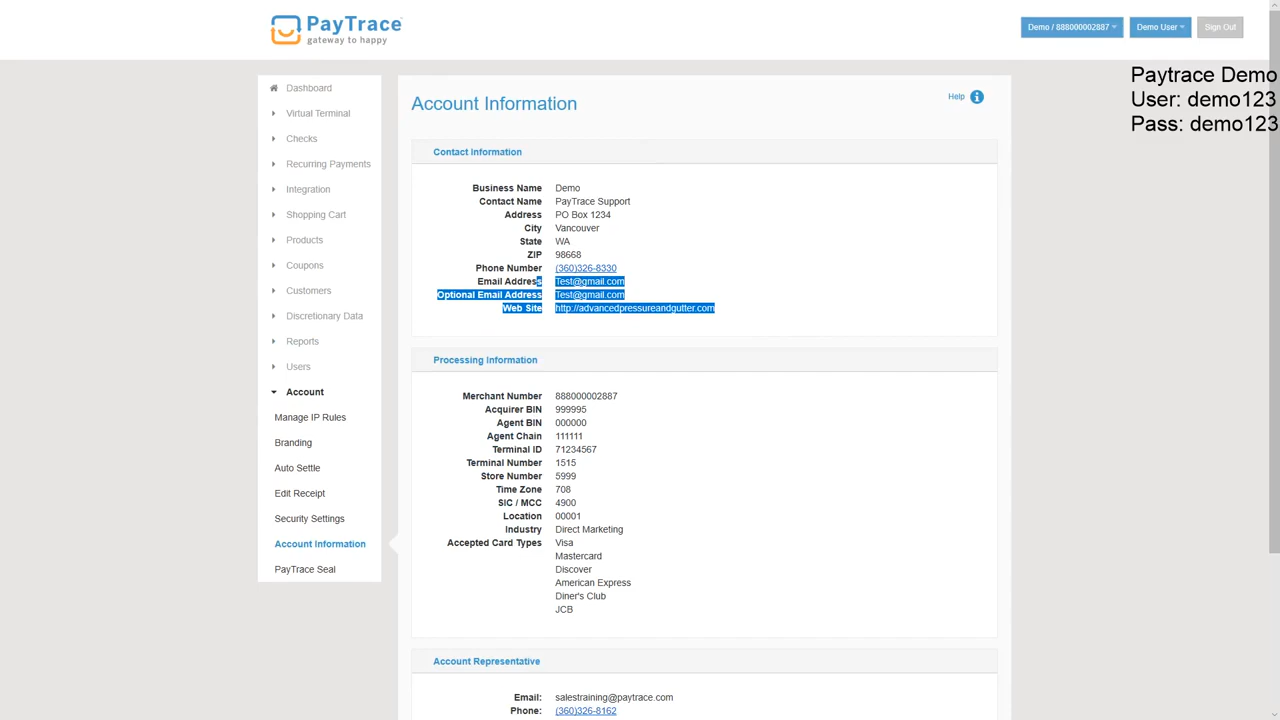 PayTrace
gateway to happy
Demo / 888000002887
Demo User
Sign Out
Paytrace Demo
User: demo123
Pass: demo123
Dashboard
Virtual Terminal
Checks
Recurring Payments
Integration
Shopping Cart
Products
Coupons
Customers
Discretionary Data
Reports
Users
Account
Manage IP Rules
Branding
Auto Settle
Edit Receipt
Security Settings
Account Information
PayTrace Seal
Account Information
Help
Contact Information
Business Name Demo
Contact Name PayTrace Support
Address PO Box 1234
City Vancouver
State WA
ZIP 98668
Phone Number (360)326-8330
Email Address Test@gmail.com
Optional Email Address Test@gmail.com
Web Site http://advancedpressureandgutter.com
Processing Information
Merchant Number 888000002887
Acquirer BIN 999995
Agent BIN 000000
Agent Chain 111111
Terminal ID 71234567
Terminal Number 1515
Store Number 5999
Time Zone 708
SIC / MCC 4900
Location 00001
Industry Direct Marketing
Accepted Card Types Visa
Mastercard
Discover
American Express
Diner's Club
JCB
Account Representative
Email: salestraining@paytrace.com
Phone: (360)326-8162